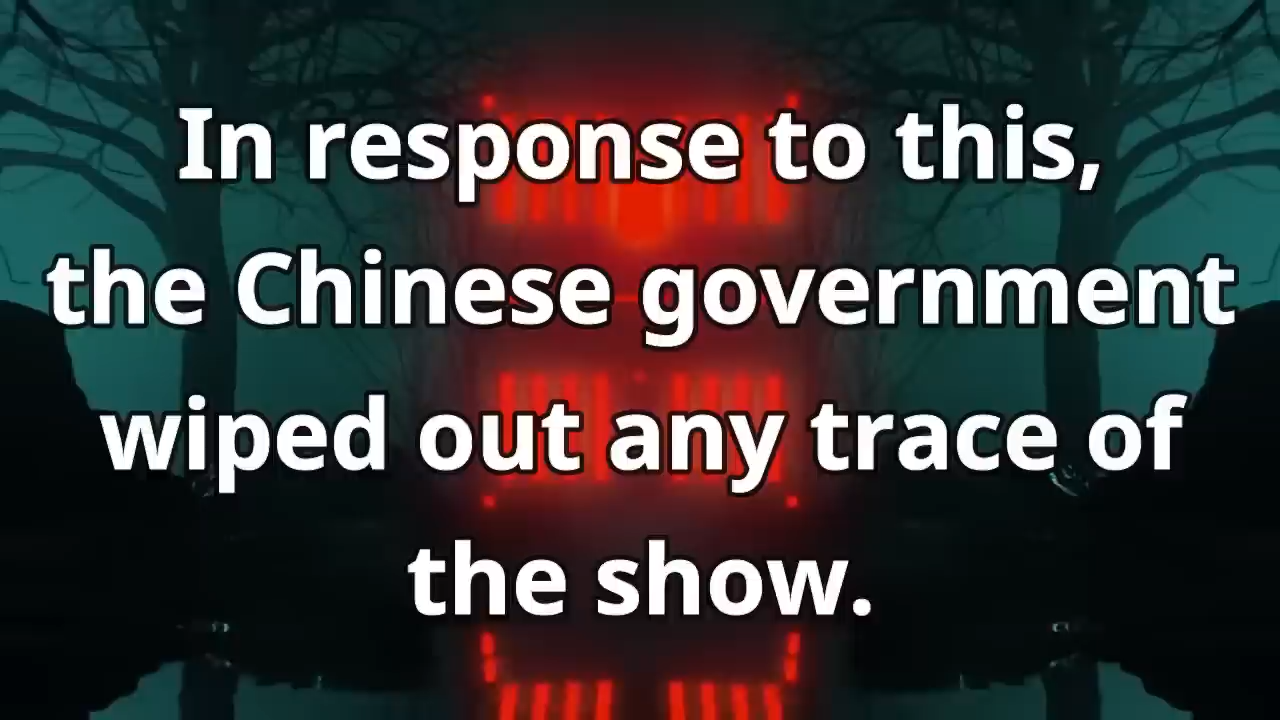 In response to this,
the Chinese government
wiped out any trace of
the show.